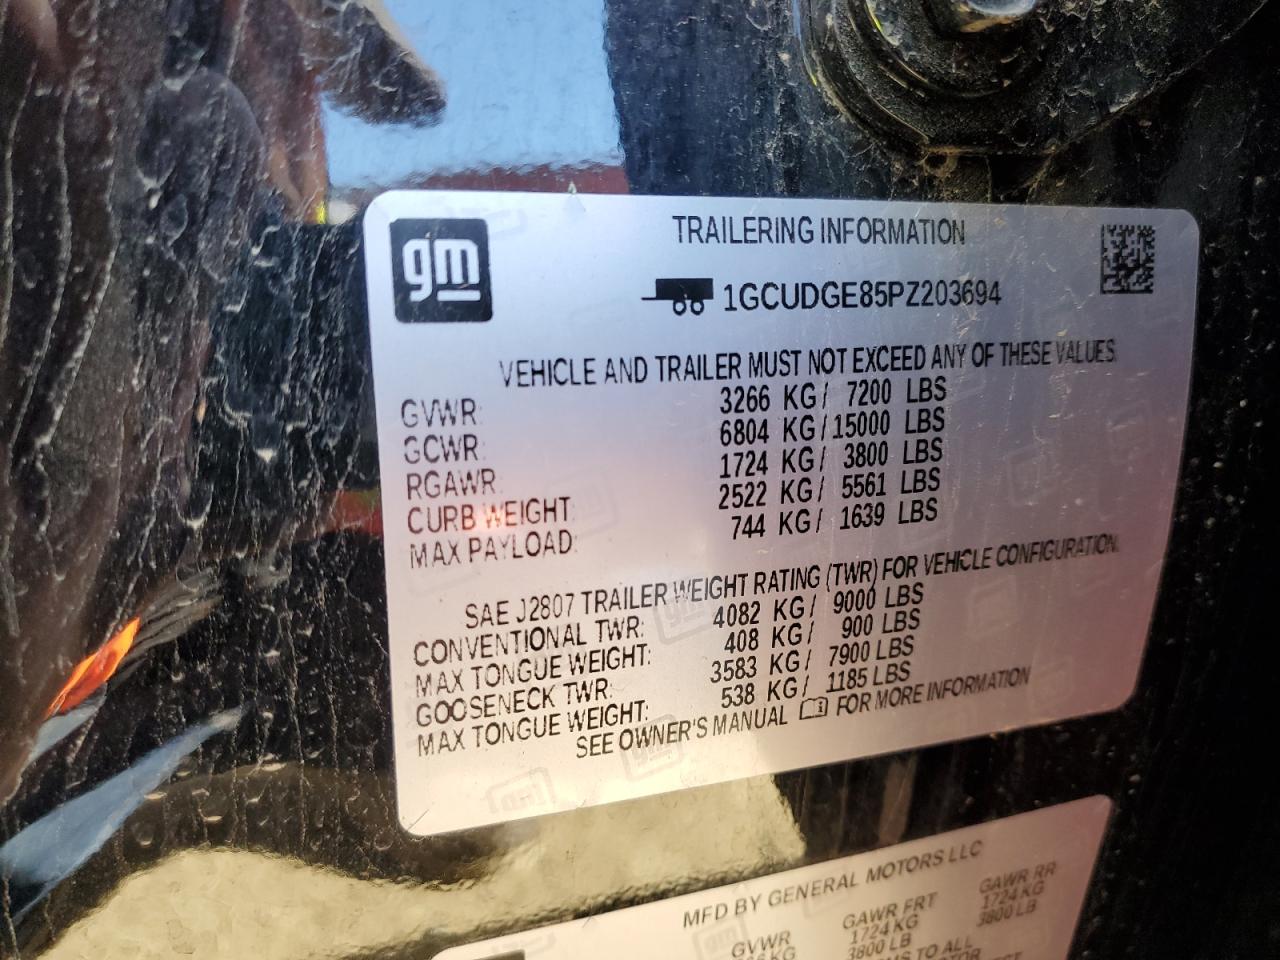 gm
TRAILERING INFORMATION
1GCUDGE85PZ203694
VEHICLE AND TRAILER MUST NOT EXCEED ANY OF THESE VALUES
GVWR: 3266 KG / 7200 LBS
GCWR: 6804 KG / 15000 LBS
RGAWR 1724 KG / 3800 LBS
CURB WEIGHT: 2522 KG / 5561 LBS
MAX PAYLOAD: 744 KG / 1639 LBS
SAE J2807 TRAILER WEIGHT RATING (TWR) FOR VEHICLE CONFIGURATION.
CONVENTIONAL TWR: 4082 KG / 9000 LBS
MAX TONGUE WEIGHT: 408 KG / 900 LBS
GOOSENECK TWR: 3583 KG / 7900 LBS
MAX TONGUE WEIGHT: 538 KG / 1185 LBS
SEE OWNER'S MANUAL FOR MORE INFORMATION
MFD BY GENERAL MOTORS LLC
GVWR GAWR FRT GAWR RR
KG 1724KG 1724KG
3800 LB 3800 LB
TO ALL